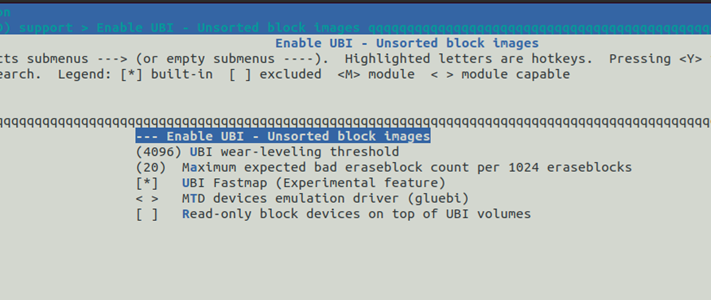 on
) support > Enable UBI - Unsorted block images qqqqqqqqqqqqqqqqqqqqqqqqqqqqqqqqqqqqqqqqqqqqq
Enable UBI - Unsorted block images
cts submenus ---> (or empty submenus ----).  Highlighted letters are hotkeys.  Pressing <Y>
earch.  Legend: [*] built-in  [ ] excluded  <M> module  < > module capable
qqqqqqqqqqqqqqqqqqqqqqqqqqqqqqqqqqqqqqqqqqqqqqqqqqqqqqqqqqqqqqqqqqqqqqqqqqqqqqqqqqqqqqqqqqqqq
--- Enable UBI - Unsorted block images
(4096) UBI wear-leveling threshold
(20)  Maximum expected bad eraseblock count per 1024 eraseblocks
[*]   UBI Fastmap (Experimental feature)
< >   MTD devices emulation driver (gluebi)
[ ]   Read-only block devices on top of UBI volumes